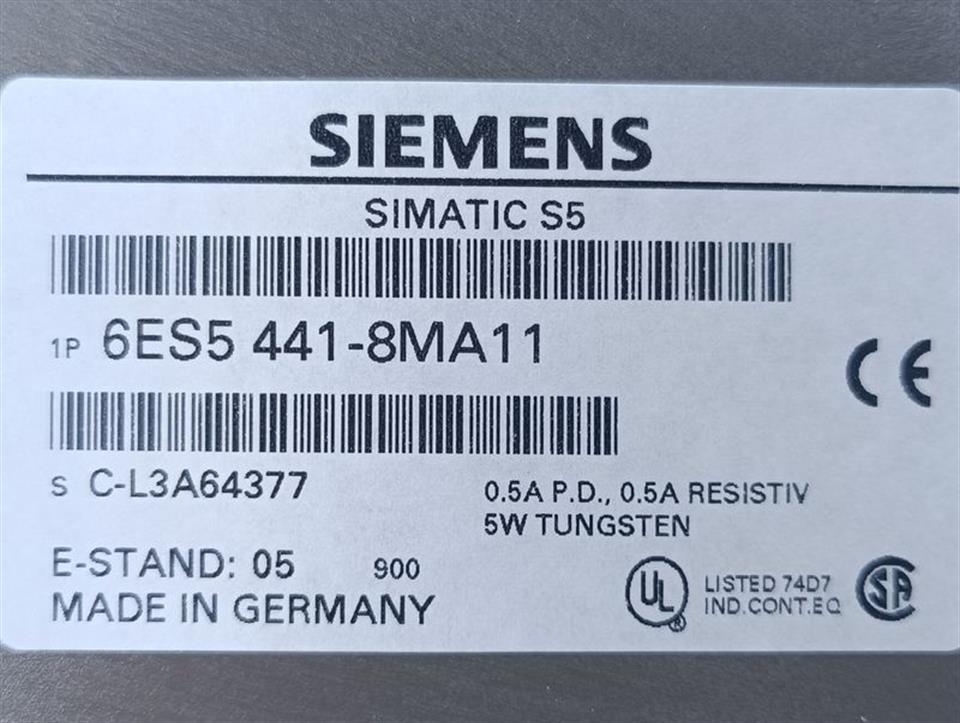 SIEMENS
SIMATIC S5
1P 6ES5 441-8MA11
CE
S C-L3A64377
0.5A P.D., 0.5A RESISTIV
5W TUNGSTEN
E-STAND: 05 900
MADE IN GERMANY
UL ® LISTED 74D7
IND.CONT.EQ
SA